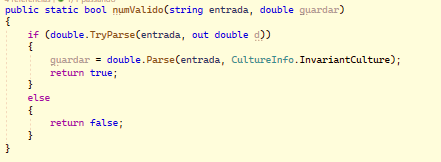 public static bool numValido(string entrada, double guardar)
{
if (double.TryParse(entrada, out double d))
{
guardar = double.Parse(entrada, CultureInfo.InvariantCulture);
return true;
}
else
{
return false;
}
}